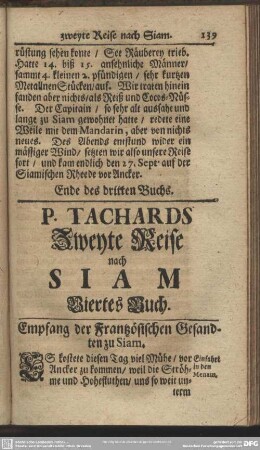 zweyte Reise nach Siam. 139
rüstung sehen konte / See Räuberey trieb.
Hatte 14. biß 15. ansehnliche Männer /
sammt 4. kleinen 2. pfündigen / sehr kurtzen
Metallnen Stücken / auf. Wir traten hinein
fanden aber nichts / als Reiß und Cocos-Nüs-
se. Der Capitain / so sehr alt aussahe und
lange zu Siam gewohnet hatte / redete eine
Weile mit dem Mandarin, aber von nichts
neues. Des Abends entstund wider ein
mässiger Wind / setzten wir also unsere Reise
fort / und kam endlich den 27. Sept. auf der
Siamischen Rheede vor Ancker.
Ende des dritten Buchs.
P. TACHARDS
Zweyte Reise
nach
SIAM
Viertes Buch.
Empfang der Frantzösischen Gesand-
ten zu Siam.
ES kostete diesen Tag viel Mühe / vor
Ancker zu kommen / weil die Ströh-
me und Hohefluthen / uns so weit un-
Einfahrt
in den
Menam.
term